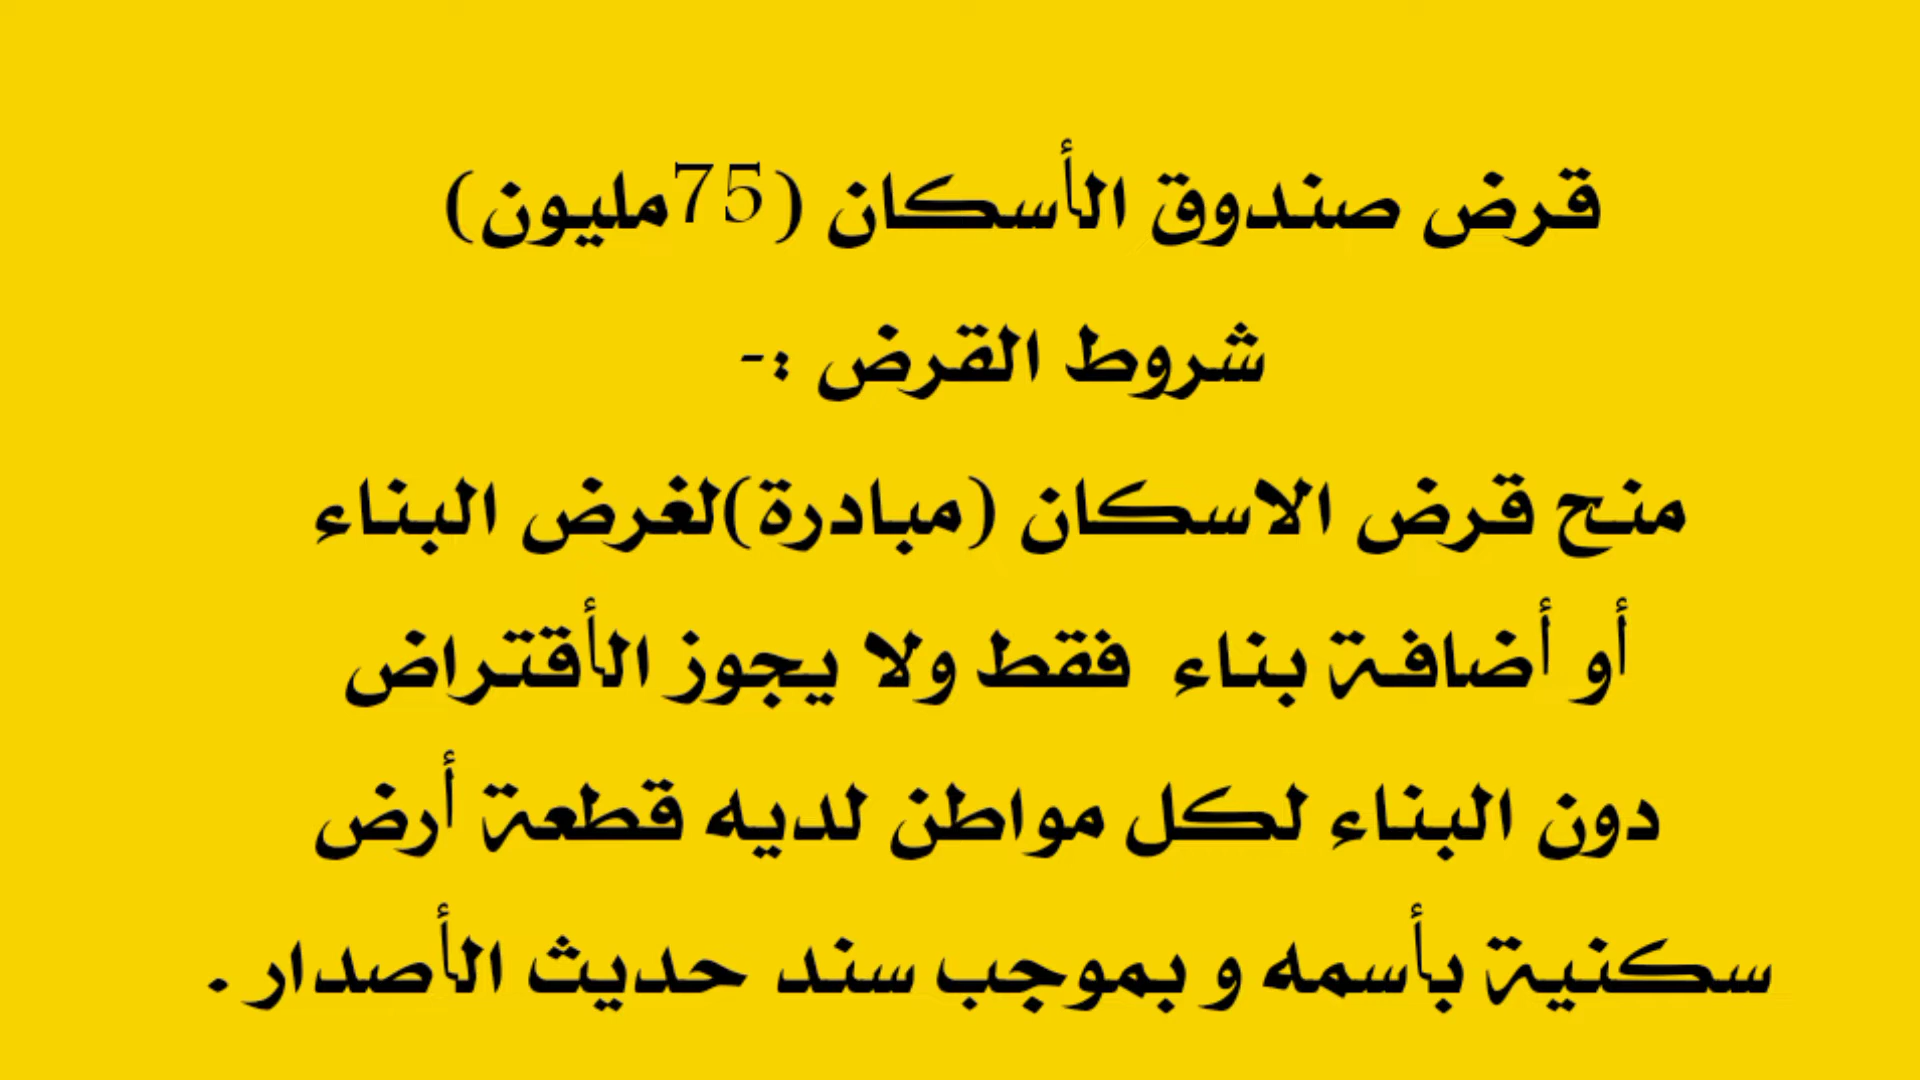 قرض صندوق الأسكان (75مليون)
شروط القرض :-
منح قرض الاسكان (مبادرة)لغرض البناء
أو أضافة بناء فقط ولا يجوز الأقتراض
دون البناء لكل مواطن لديه قطعة أرض
سكنية بأسمه و بموجب سند حديث الأصدار .